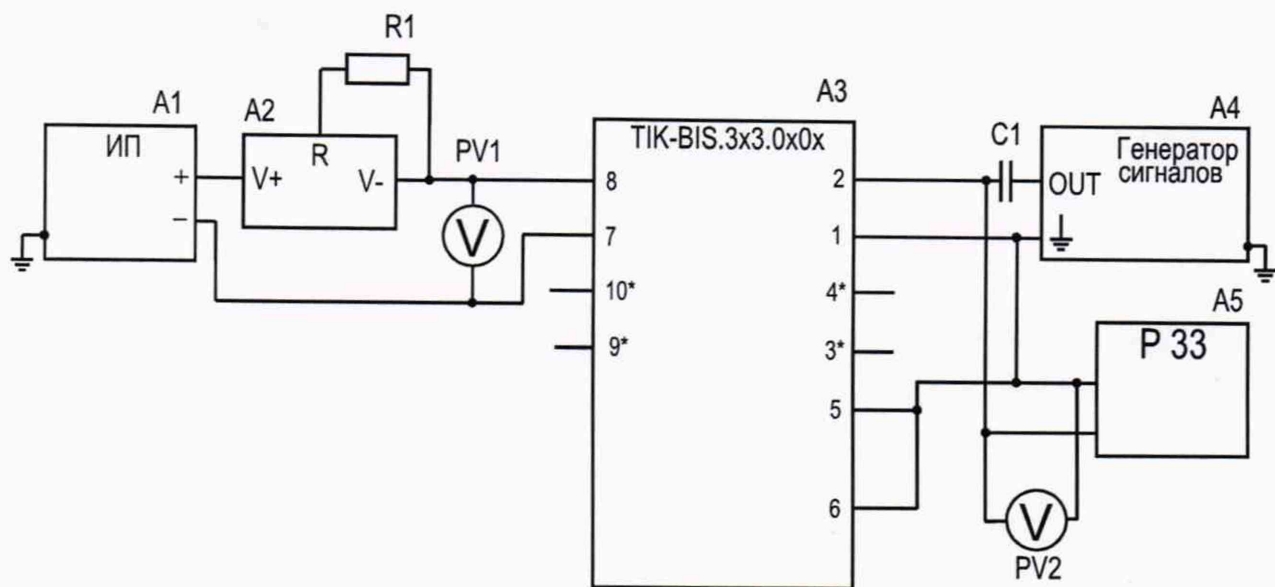 R1
A1
A2
A3
A4
ИП
R
PV1
TIK-BIS.3x3.0x0x
C1
Генератор
сигналов
+
V+
V-
8
2
OUT
−
V
7
1
10*
4*
A5
9*
3*
P 33
5
6
V
PV2